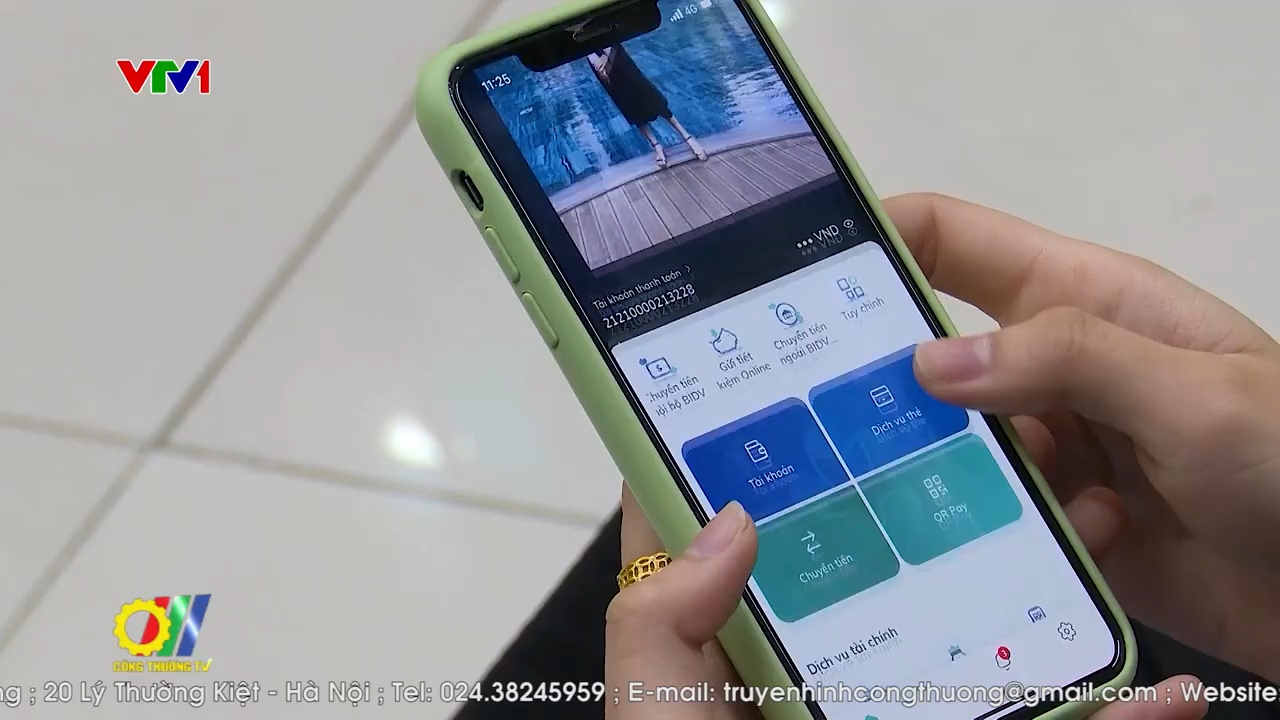 VTV1
11:25
4G
••• VND
Tài khoản thanh toán >
21210000213228
Chuyển tiền
nội bộ BIDV
Gửi tiết
kiệm Online
Chuyển tiền
ngoài BIDV...
Tuỳ chỉnh
Tài khoản
Dịch vụ thẻ
Chuyển tiền
QR Pay
Dịch vụ tài chính
CÔNG THƯƠNG TV
ng ; 20 Lý Thường Kiệt - Hà Nội ; Tel: 024.38245959 ; E-mail: truyenhinhcongthuong@gmail.com ; Website: